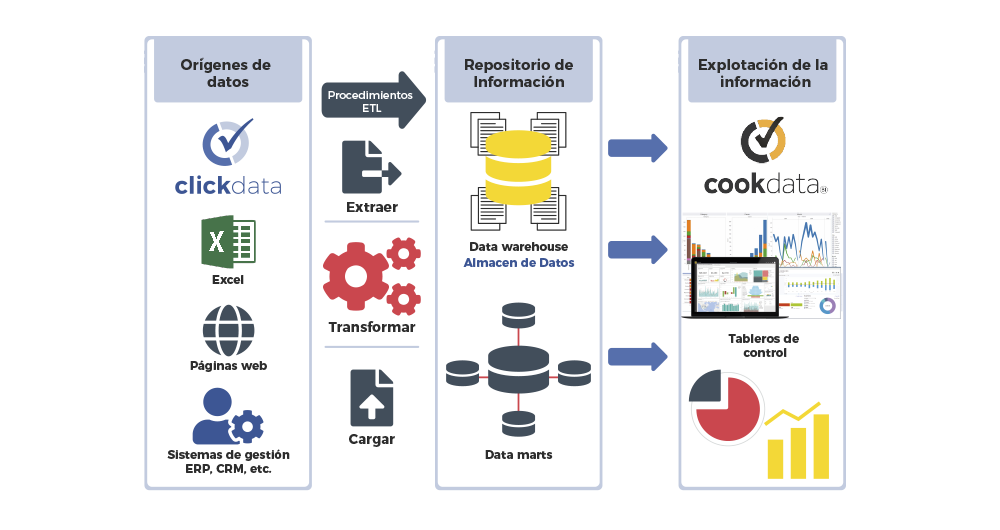 Orígenes de
datos
clickdata
Excel
Páginas web
Sistemas de gestión
ERP, CRM, etc.
Procedimientos
ETL
Extraer
Transformar
Cargar
Repositorio de
Información
Data warehouse
Almacen de Datos
Data marts
Explotación de la
información
cookdata
Tableros de
control